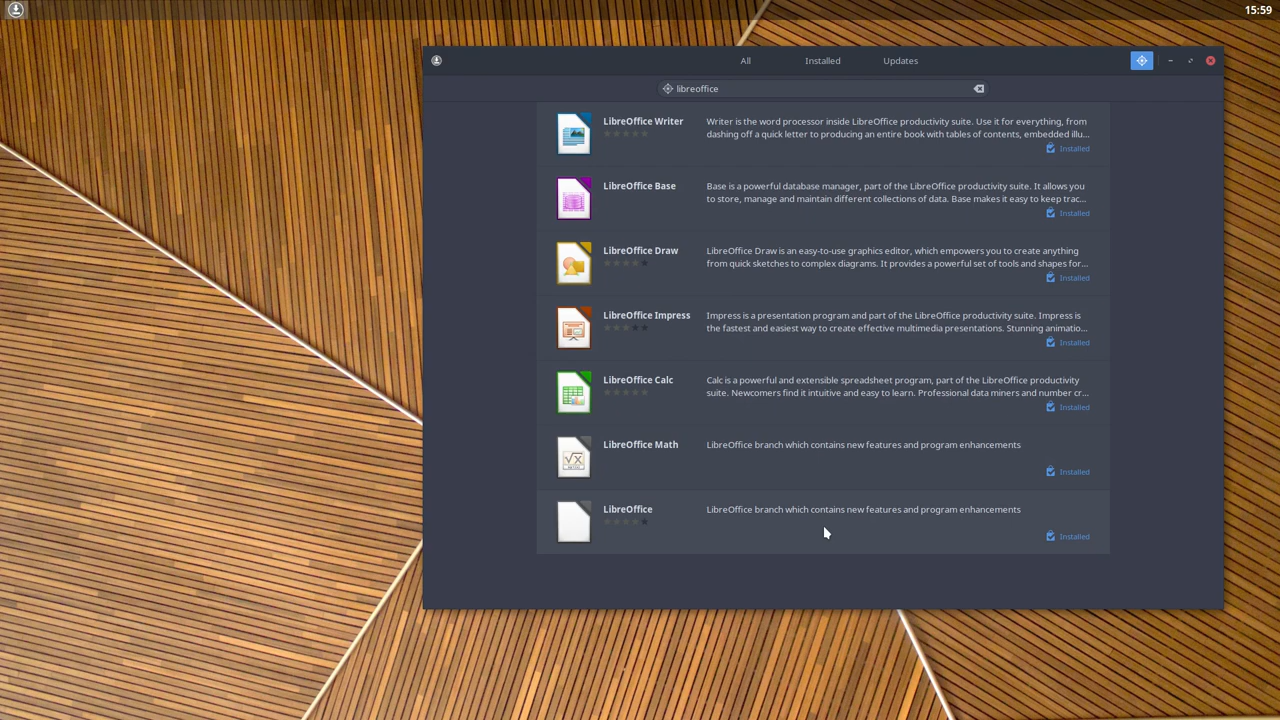 15:59
All Installed Updates
libreoffice
LibreOffice Writer
Writer is the word processor inside LibreOffice productivity suite. Use it for everything, from
dashing off a quick letter to producing an entire book with tables of contents, embedded illu...
Installed
LibreOffice Base
Base is a powerful database manager, part of the LibreOffice productivity suite. It allows you
to store, manage and maintain different collections of data. Base makes it easy to keep trac...
Installed
LibreOffice Draw
LibreOffice Draw is an easy-to-use graphics editor, which empowers you to create anything
from quick sketches to complex diagrams. It provides a powerful set of tools and shapes for...
Installed
LibreOffice Impress
Impress is a presentation program and part of the LibreOffice productivity suite. Impress is
the fastest and easiest way to create effective multimedia presentations. Stunning animatio...
Installed
LibreOffice Calc
Calc is a powerful and extensible spreadsheet program, part of the LibreOffice productivity
suite. Newcomers find it intuitive and easy to learn. Professional data miners and number cr...
Installed
LibreOffice Math
LibreOffice branch which contains new features and program enhancements
Installed
LibreOffice
LibreOffice branch which contains new features and program enhancements
Installed